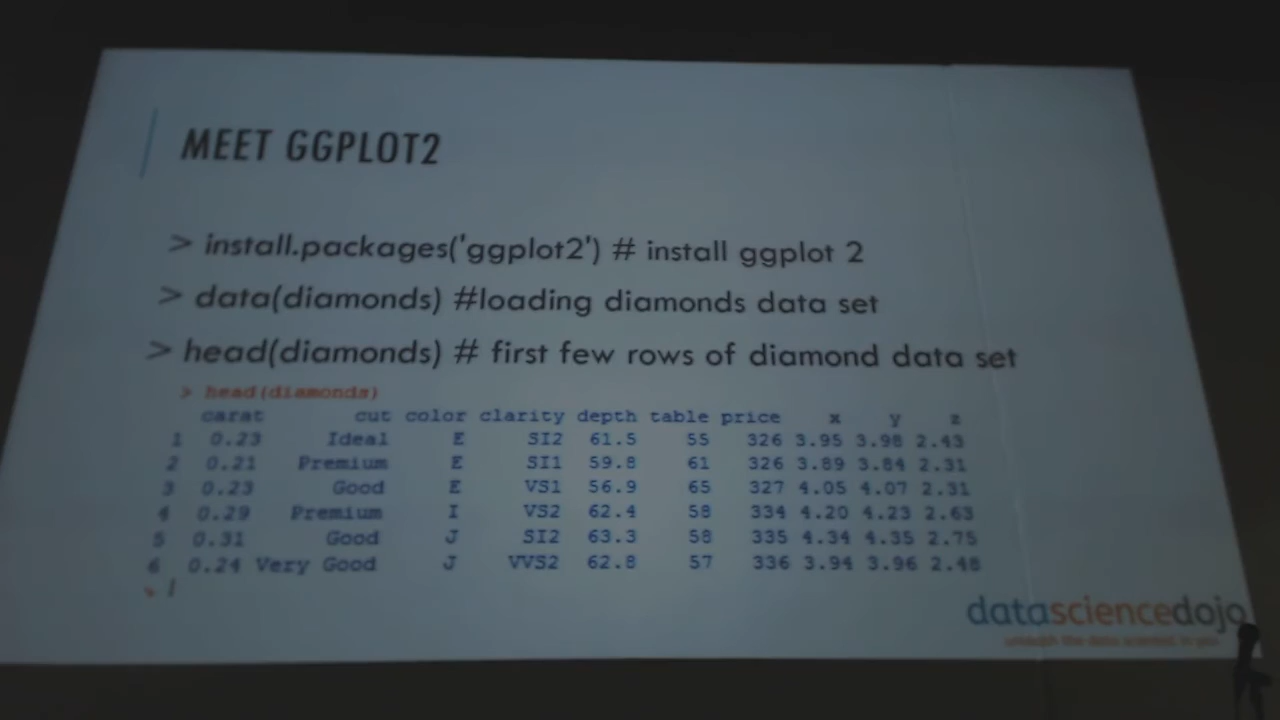 MEET GGPLOT2
> install.packages('ggplot2') # install ggplot 2
> data(diamonds) #loading diamonds data set
> head(diamonds) # first few rows of diamond data set
> head(diamonds)
carat cut color clarity depth table price x y z
1 0.23 Ideal E SI2 61.5 55 326 3.95 3.98 2.43
2 0.21 Premium E SI1 59.8 61 326 3.89 3.84 2.31
3 0.23 Good E VS1 56.9 65 327 4.05 4.07 2.31
4 0.29 Premium I VS2 62.4 58 334 4.20 4.23 2.63
5 0.31 Good J SI2 63.3 58 335 4.34 4.35 2.75
6 0.24 Very Good J VVS2 62.8 57 336 3.94 3.96 2.48
>
datasciencedojo
unleash the data scientist in you